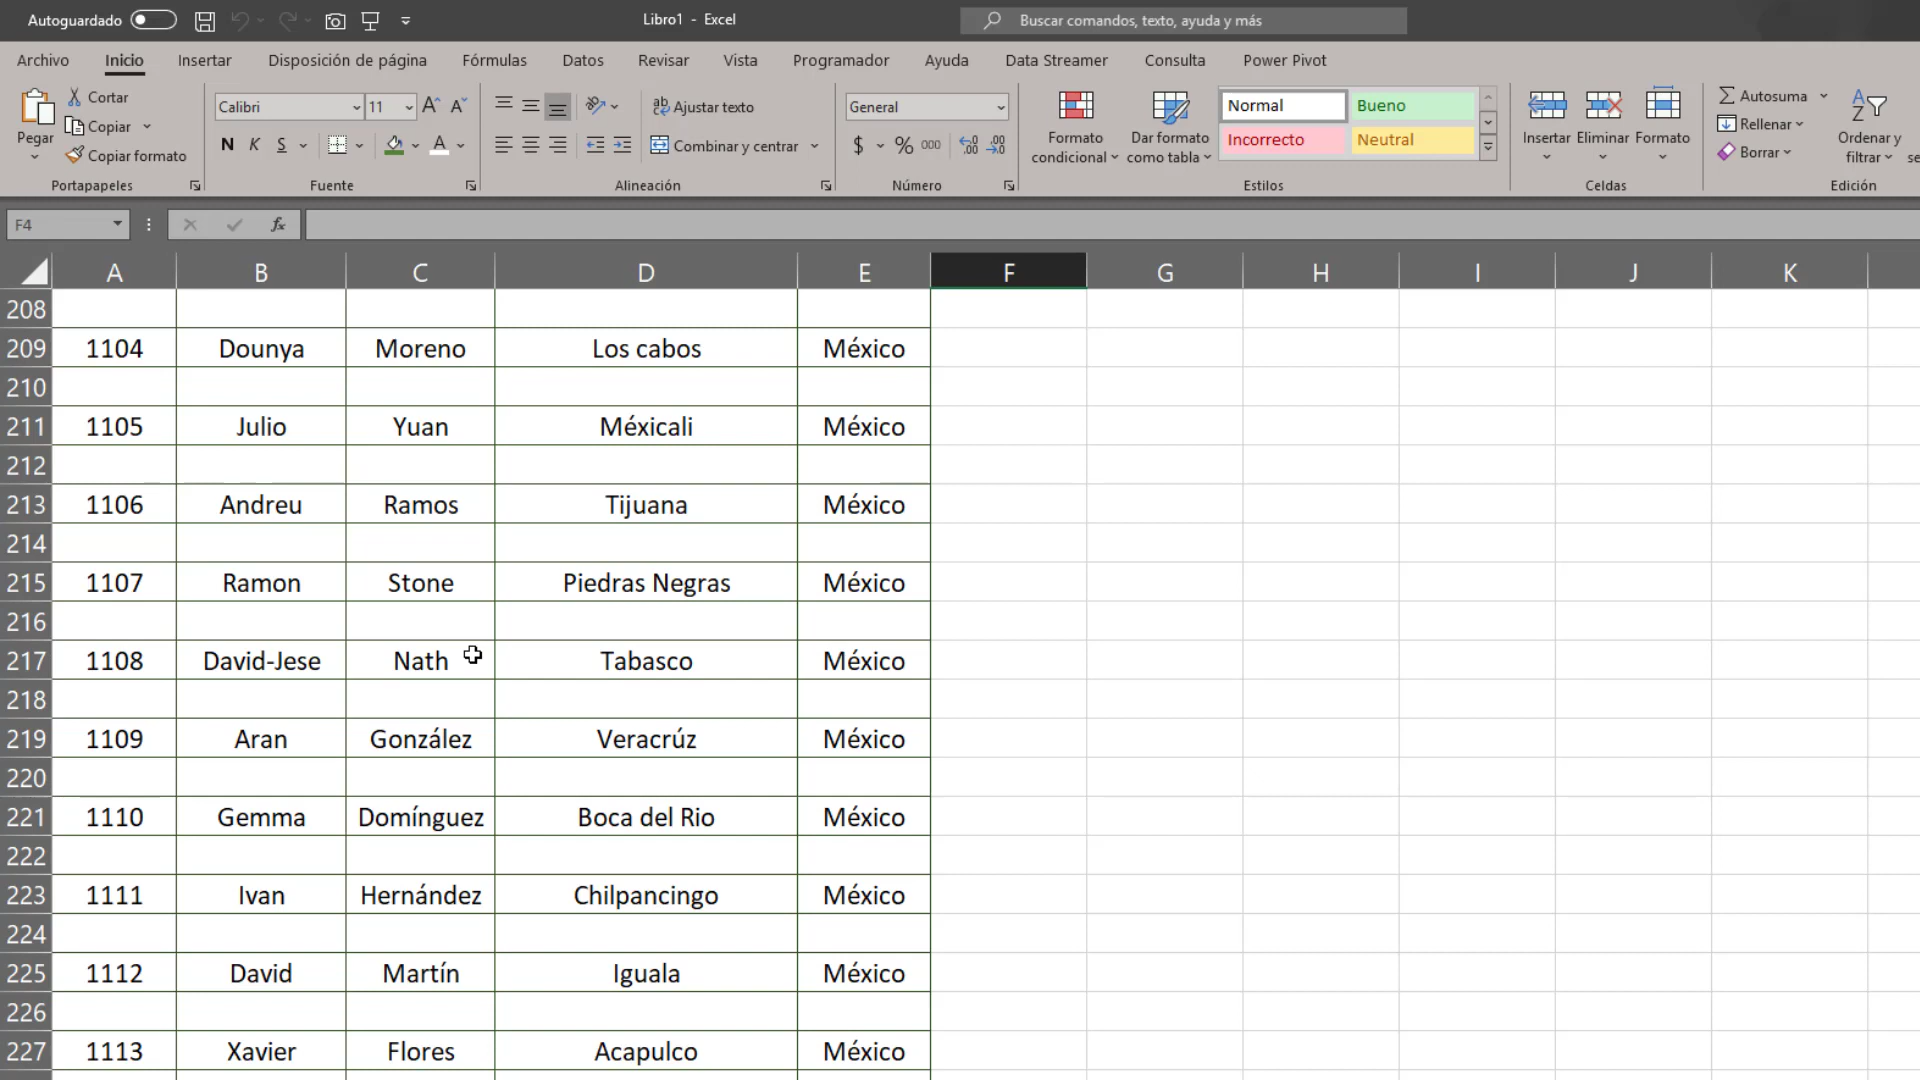 Autoguardado
Libro1 - Excel
Buscar comandos, texto, ayuda y más
Archivo Inicio Insertar Disposición de página Fórmulas Datos Revisar Vista Programador Ayuda Data Streamer Consulta Power Pivot
Pegar
Cortar
Copiar
Copiar formato
Portapapeles
Calibri 11 A A
N K S A
Fuente
ab Ajustar texto
Combinar y centrar
Alineación
General
$ % 000
Número
Formato condicional
Dar formato como tabla
Normal Bueno
Incorrecto Neutral
Estilos
Insertar Eliminar Formato
Celdas
Autosuma
Rellenar
Borrar
Ordenar y
filtrar
Edición
F4 fx
A B C D E F G H I J K
208
209 1104 Dounya Moreno Los cabos México
210
211 1105 Julio Yuan Méxicali México
212
213 1106 Andreu Ramos Tijuana México
214
215 1107 Ramon Stone Piedras Negras México
216
217 1108 David-Jese Nath Tabasco México
218
219 1109 Aran González Veracrúz México
220
221 1110 Gemma Domínguez Boca del Rio México
222
223 1111 Ivan Hernández Chilpancingo México
224
225 1112 David Martín Iguala México
226
227 1113 Xavier Flores Acapulco México